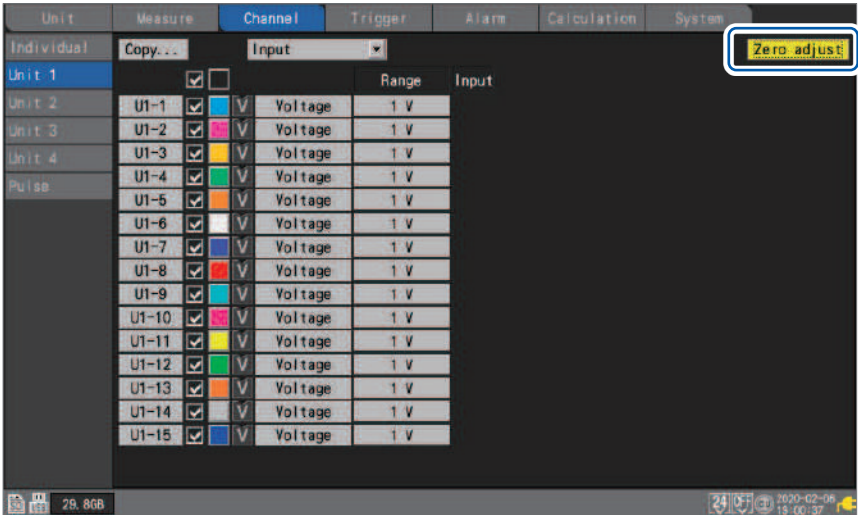 Unit Measure Channel Trigger Alarm Calculation System
Individual Copy... Input Zero adjust
Unit 1 Range Input
Unit 2 U1-1 V Voltage 1 V
Unit 3 U1-2 V Voltage 1 V
U1-3 V Voltage 1 V
Unit 4 U1-4 V Voltage 1 V
Pulse U1-5 V Voltage 1 V
U1-6 V Voltage 1 V
U1-7 V Voltage 1 V
U1-8 V Voltage 1 V
U1-9 V Voltage 1 V
U1-10 V Voltage 1 V
U1-11 V Voltage 1 V
U1-12 V Voltage 1 V
U1-13 V Voltage 1 V
U1-14 V Voltage 1 V
U1-15 V Voltage 1 V
SD USB 29.8GB 24 2020-02-06
19:00:37